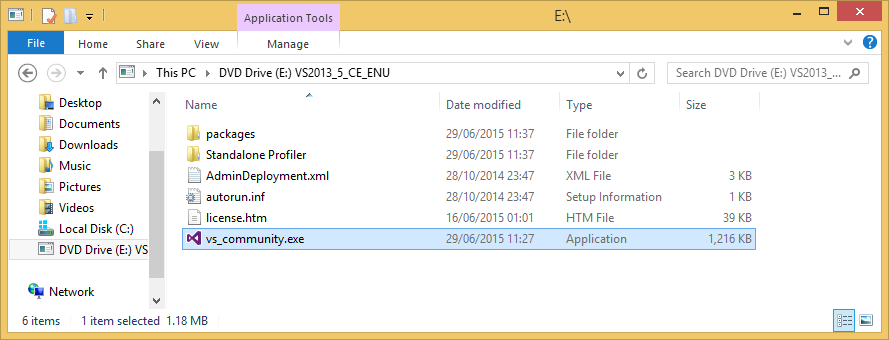 Application Tools
E:\
File Home Share View Manage
This PC DVD Drive (E:) VS2013_5_CE_ENU
Search DVD Drive (E:) VS2013_...
Desktop
Documents
Downloads
Music
Pictures
Videos
Local Disk (C:)
DVD Drive (E:) VS
Network
Name Date modified Type Size
packages 29/06/2015 11:37 File folder
Standalone Profiler 29/06/2015 11:37 File folder
AdminDeployment.xml 28/10/2014 23:47 XML File 3 KB
autorun.inf 28/10/2014 23:47 Setup Information 1 KB
license.htm 16/06/2015 01:01 HTM File 39 KB
vs_community.exe 29/06/2015 11:27 Application 1,216 KB
6 items 1 item selected 1.18 MB